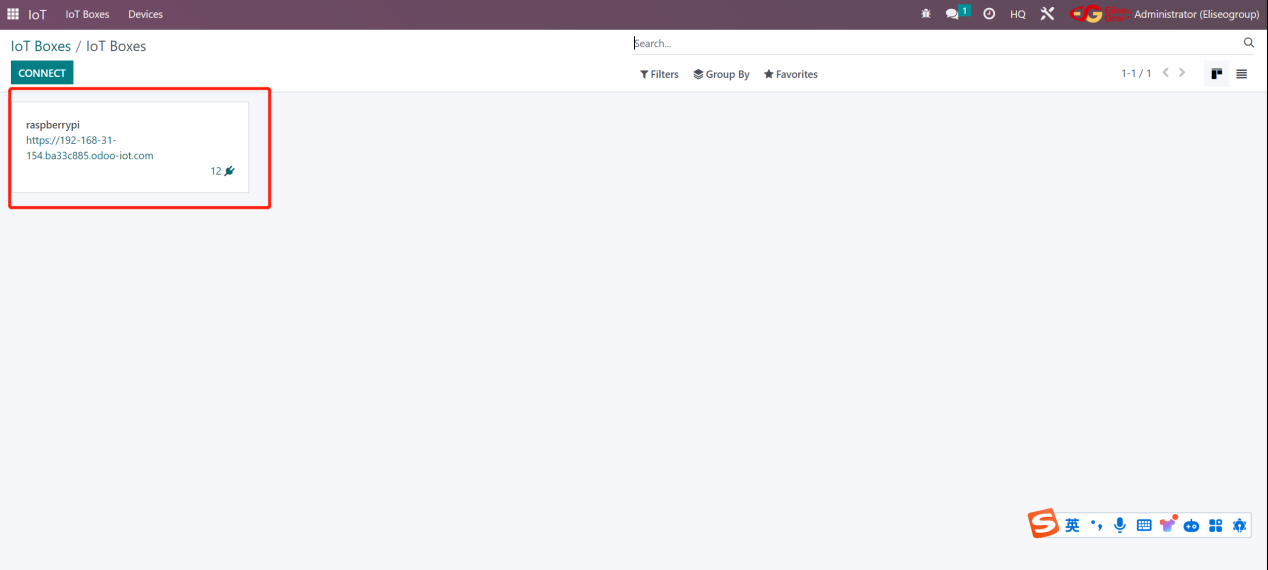 IoT IoT Boxes Devices 1 HQ Administrator (Eliseogroup)
IoT Boxes / IoT Boxes
Search...
CONNECT
Filters Group By Favorites 1-1 / 1
raspberrypi
https://192-168-31-
154.ba33c885.odoo-iot.com
12
S 英